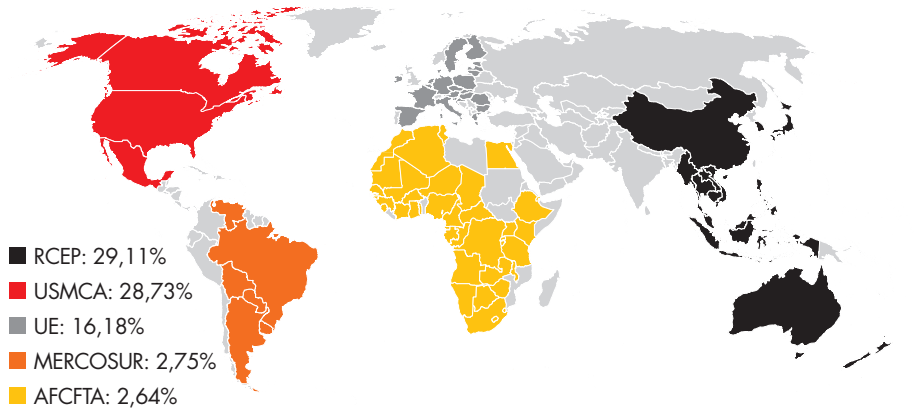 RCEP: 29,11%
USMCA: 28,73%
UE: 16,18%
MERCOSUR: 2,75%
AFCFTA: 2,64%